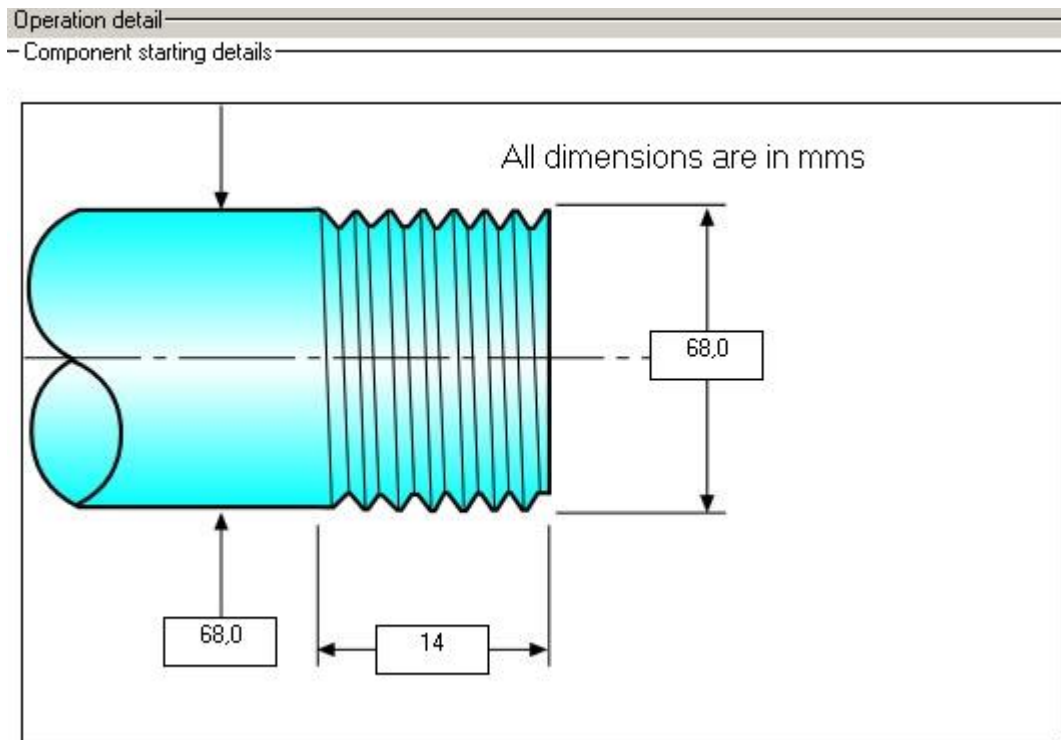 Operation detail
Component starting details
All dimensions are in mms
68,0
68,0
14